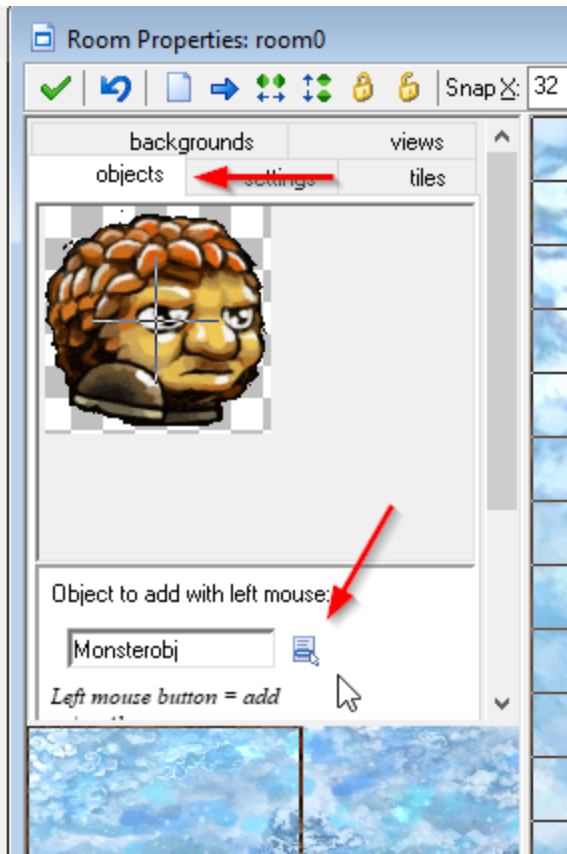 Room Properties: room0
Snap X: 32
backgrounds views
objects settings tiles
Object to add with left mouse:
Monsterobj
Left mouse button = add